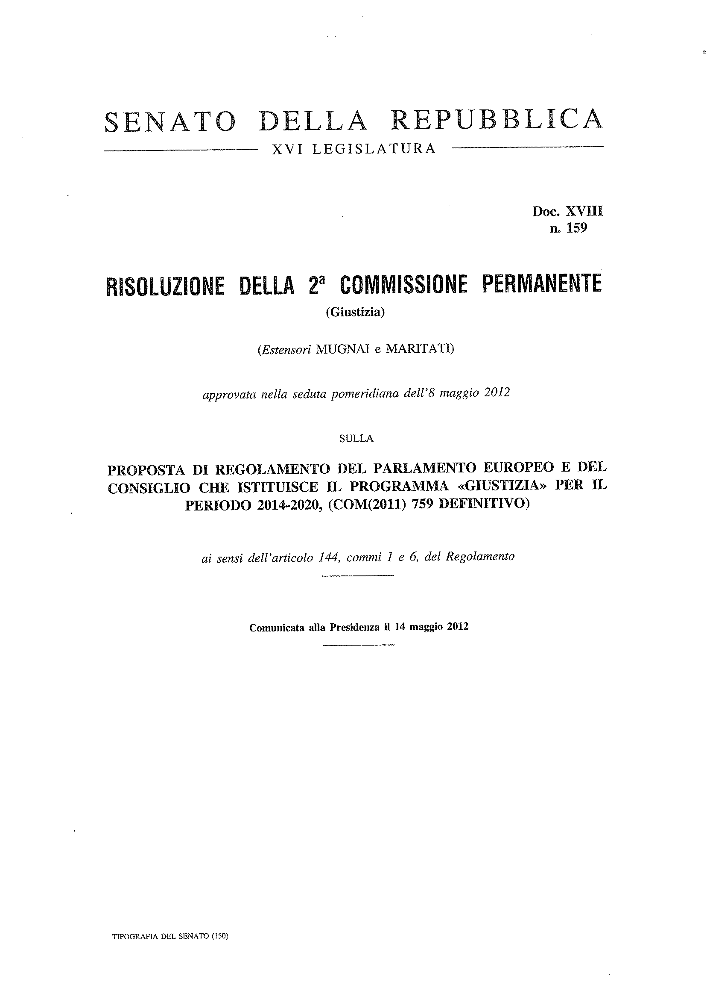 SENATO DELLA REPUBBLICA
XVI LEGISLATURA
Doc. XVIII
n. 159
RISOLUZIONE DELLA 2ª COMMISSIONE PERMANENTE
(Giustizia)
(Estensori MUGNAI e MARITATI)
approvata nella seduta pomeridiana dell'8 maggio 2012
SULLA
PROPOSTA DI REGOLAMENTO DEL PARLAMENTO EUROPEO E DEL
CONSIGLIO CHE ISTITUISCE IL PROGRAMMA «GIUSTIZIA» PER IL
PERIODO 2014-2020, (COM(2011) 759 DEFINITIVO)
ai sensi dell'articolo 144, commi 1 e 6, del Regolamento
Comunicata alla Presidenza il 14 maggio 2012
TIPOGRAFIA DEL SENATO (150)